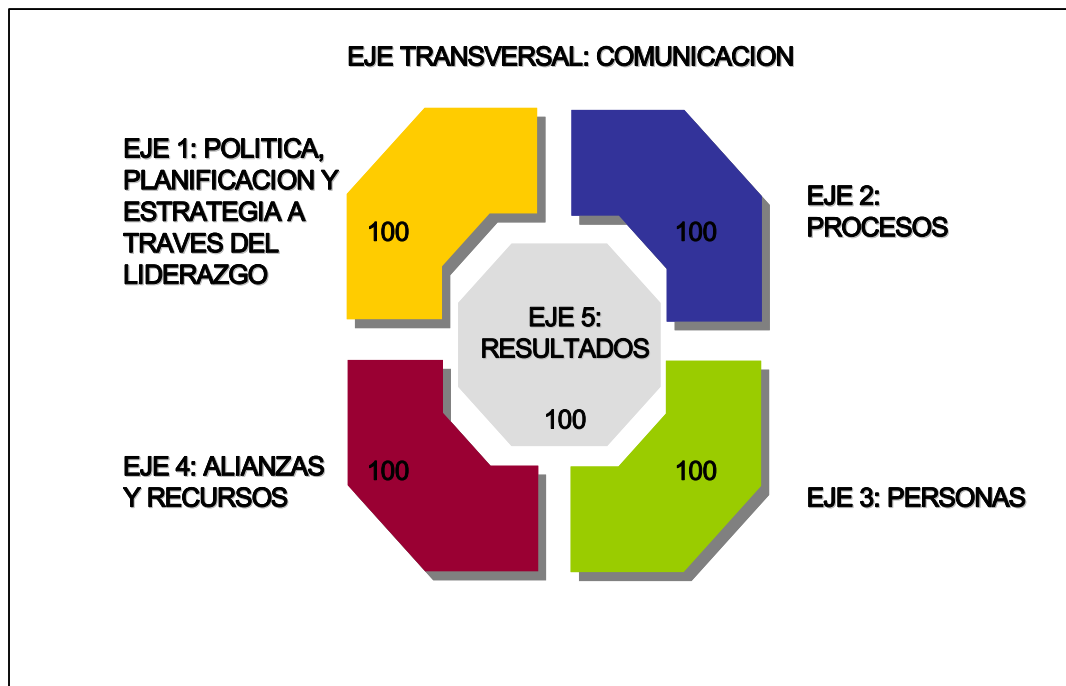 EJE TRANSVERSAL: COMUNICACION
EJE 1: POLITICA,
PLANIFICACION Y
ESTRATEGIA A
TRAVES DEL
LIDERAZGO
100
100
EJE 2:
PROCESOS
EJE 5:
RESULTADOS
100
EJE 4: ALIANZAS
Y RECURSOS
100
100
EJE 3: PERSONAS